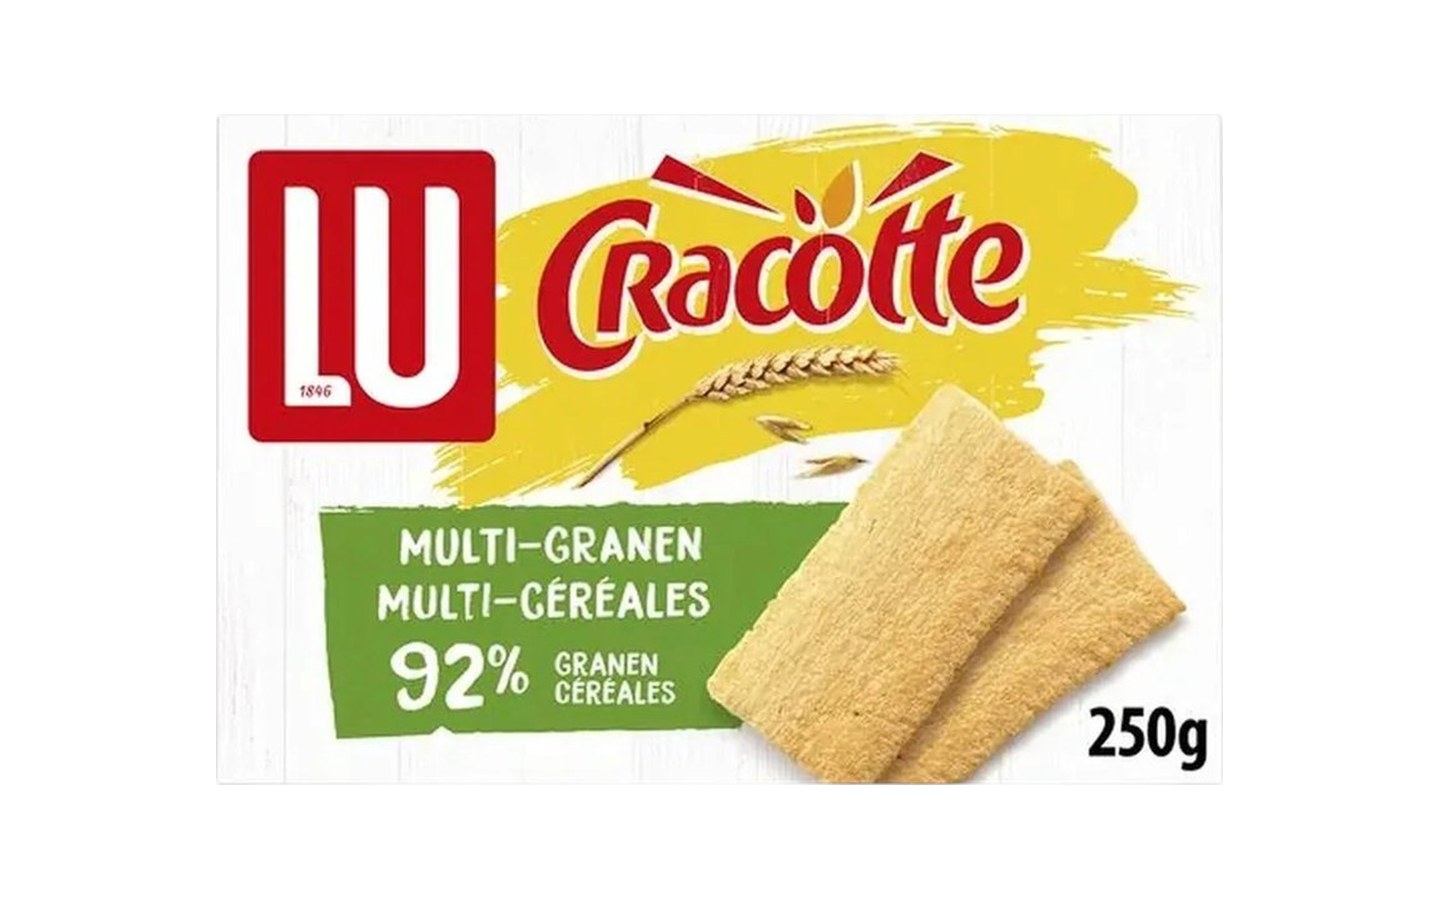 LU
1846
CRACOTTE
MULTI-GRANEN
MULTI-CÉRÉALES
92% GRANEN
CÉRÉALES
250g